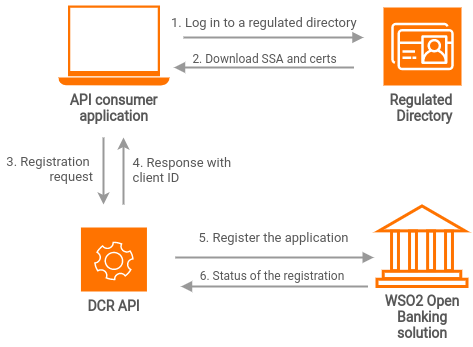 1. Log in to a regulated directory
2. Download SSA and certs
API consumer
application
Regulated
Directory
3. Registration
request
4. Response with
client ID
5. Register the application
6. Status of the registration
DCR API
WSO2 Open
Banking
solution